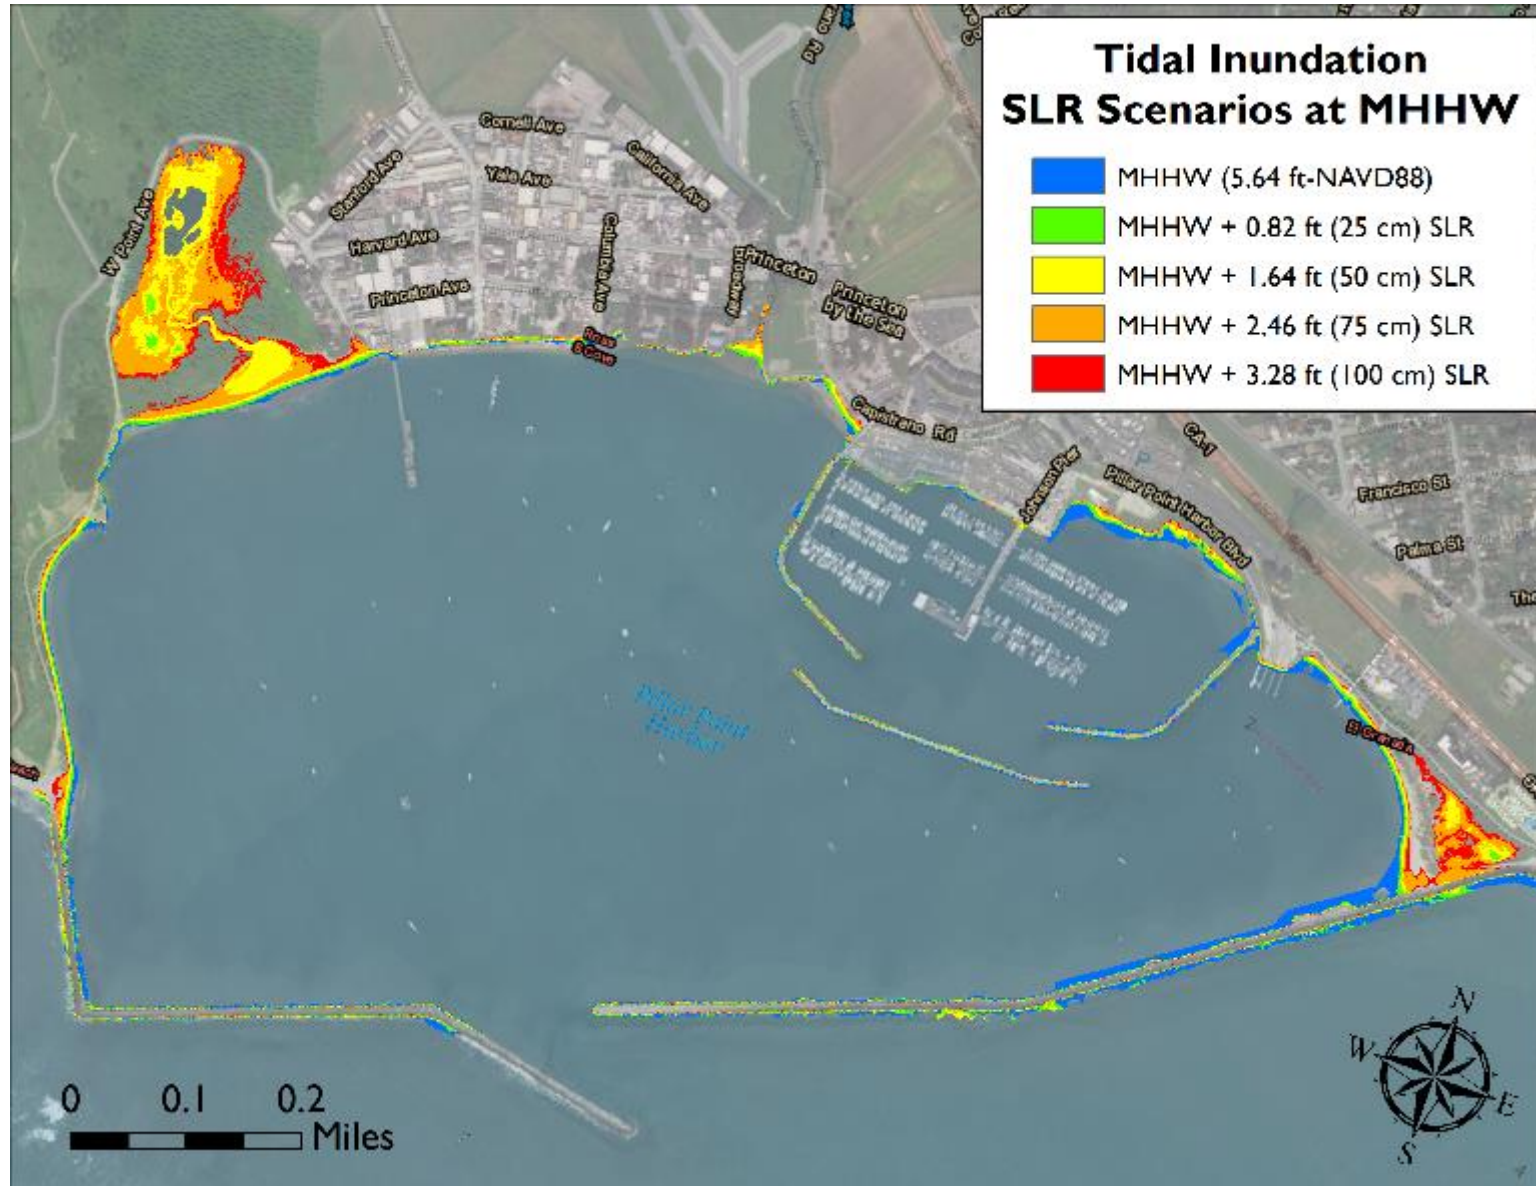 Tidal Inundation
SLR Scenarios at MHHW
MHHW (5.64 ft-NAVD88)
MHHW + 0.82 ft (25 cm) SLR
MHHW + 1.64 ft (50 cm) SLR
MHHW + 2.46 ft (75 cm) SLR
MHHW + 3.28 ft (100 cm) SLR
Cornell Ave
California Ave
Stanford Ave
Yale Ave
W Point Ave
Harvard Ave
Columbia Ave
Broadway
Princeton
Princeton
by the Sea
Princeton Ave
Capistrano Rd
CA-1
Johnson Pier
Pillar Point Harbor Blvd
Francisco St
Palma St
Pillar Point
Harbor
El Granada
0 0.1 0.2
Miles
N
W
E
S